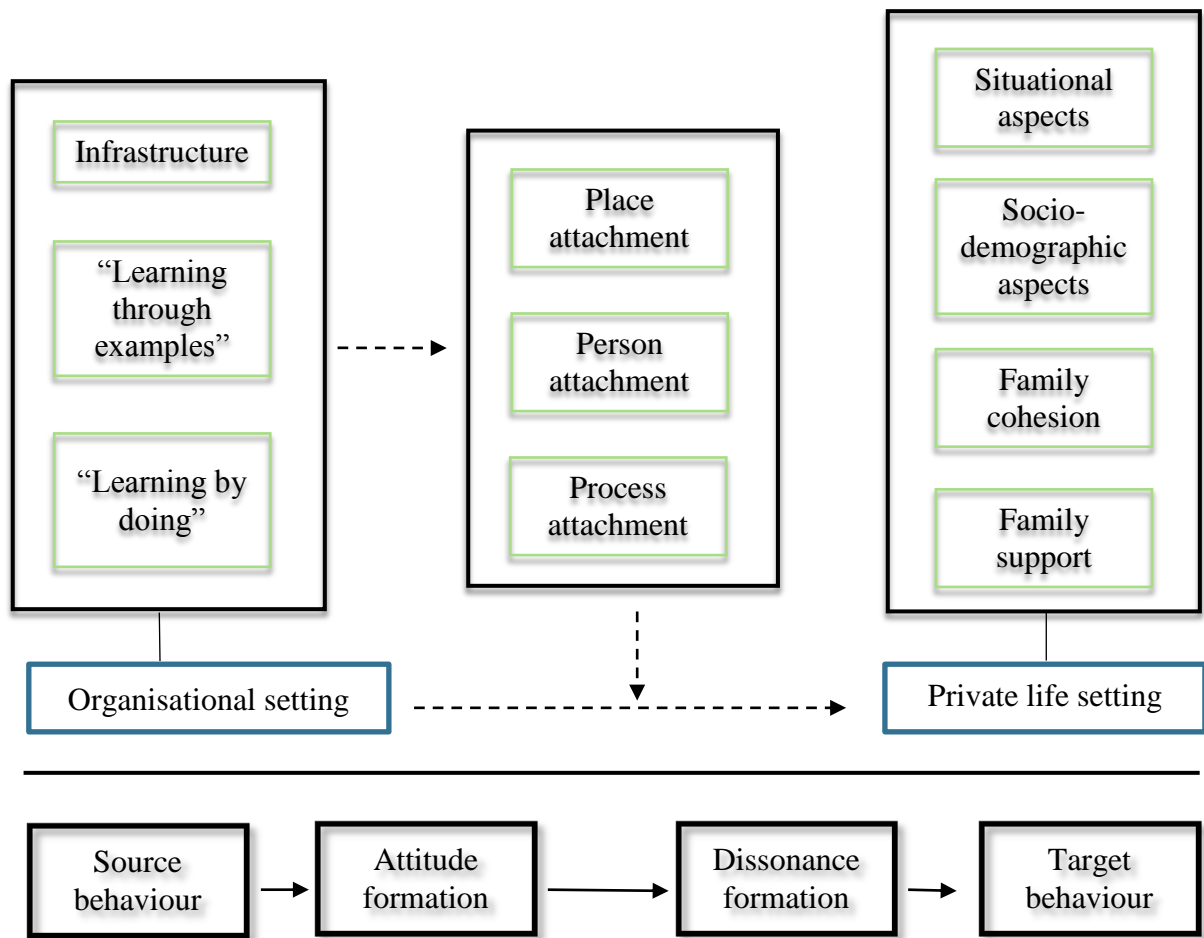 Infrastructure
“Learning
through
examples”
“Learning by
doing”
Place
attachment
Person
attachment
Process
attachment
Situational
aspects
Socio-
demographic
aspects
Family
cohesion
Family
support
Organisational setting
Private life setting
Source
behaviour
Attitude
formation
Dissonance
formation
Target
behaviour